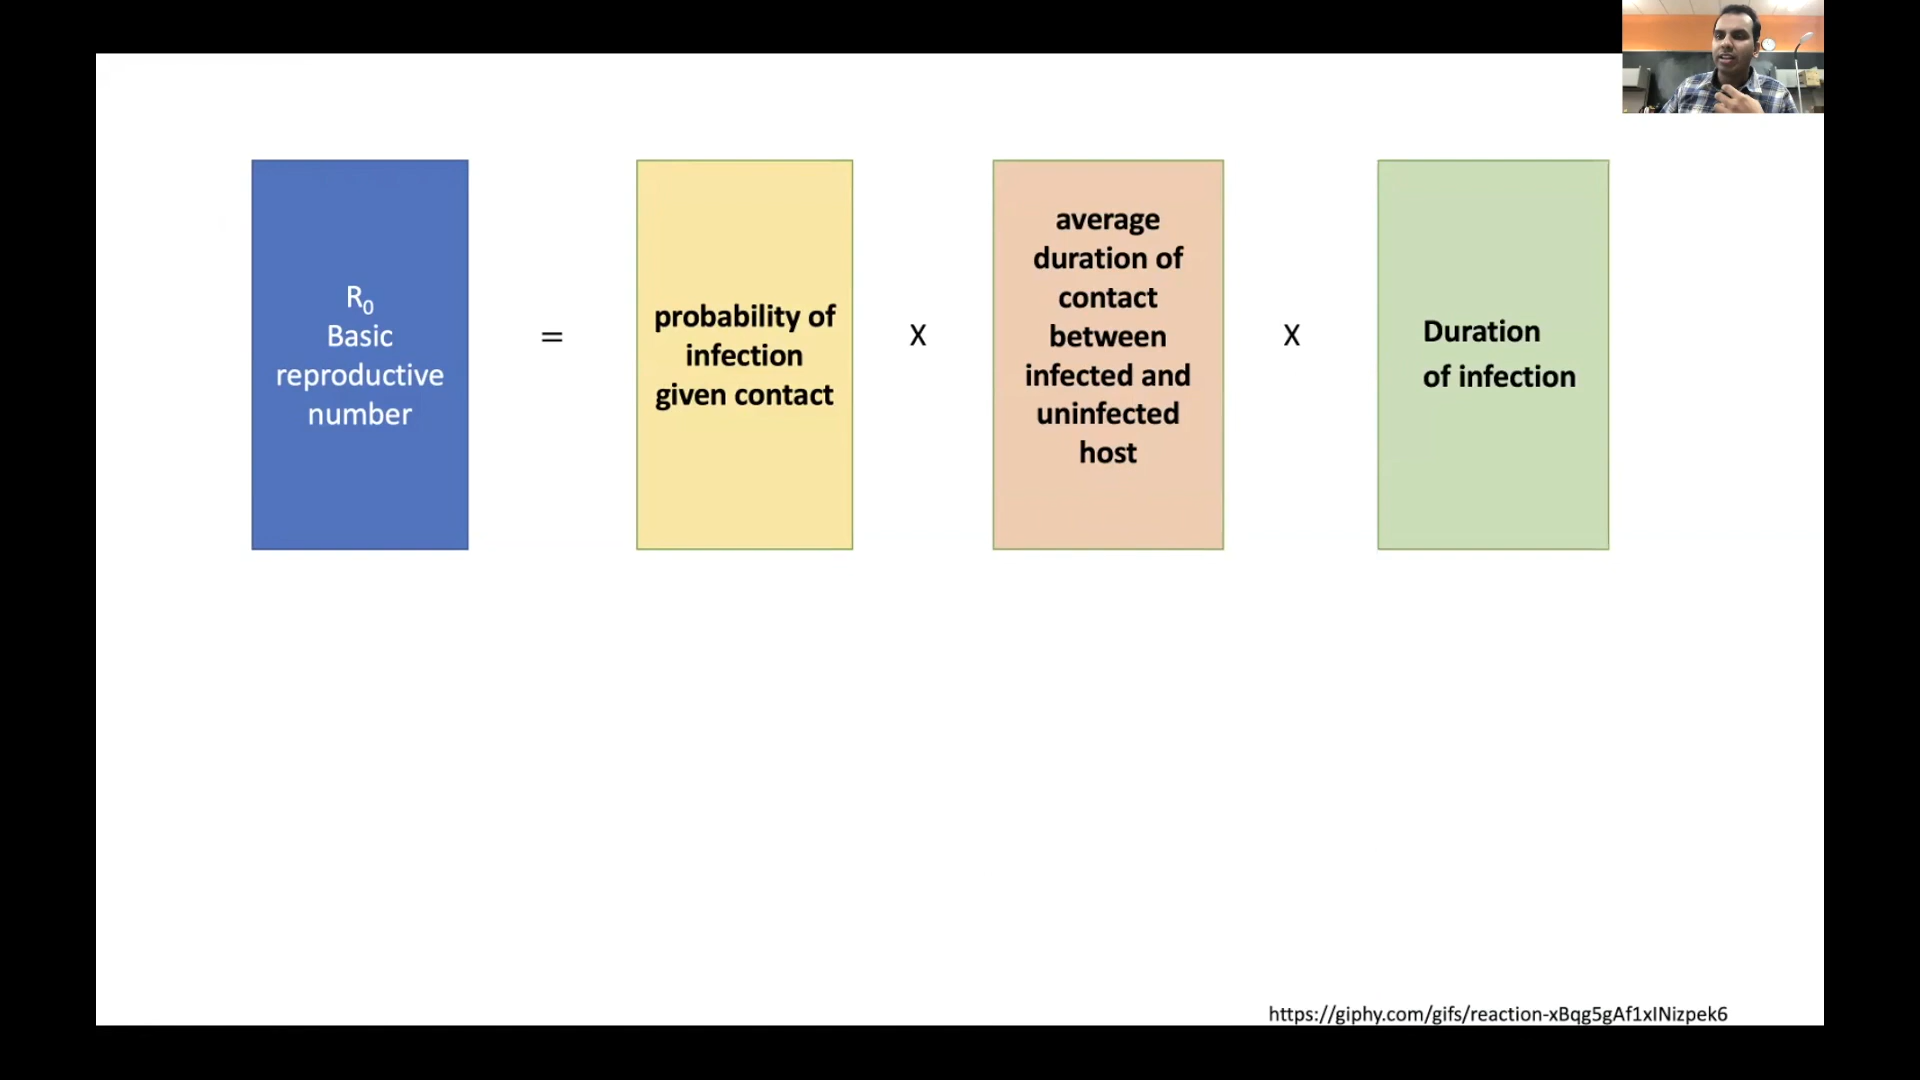 R₀
Basic
reproductive
number
=
probability of
infection
given contact
X
average
duration of
contact
between
infected and
uninfected
host
X
Duration
of infection
https://giphy.com/gifs/reaction-xBqg5gAf1xINizpek6